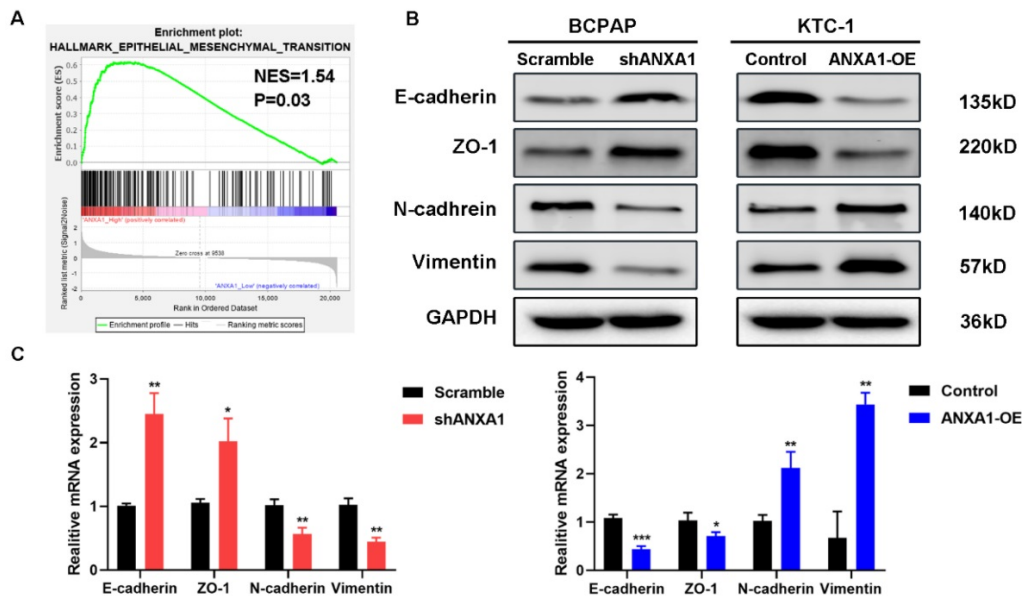 A
Enrichment plot:
HALLMARK_EPITHELIAL_MESENCHYMAL_TRANSITION
NES=1.54
P=0.03
Enrichment score (ES)
0.6
0.5
0.4
0.3
0.2
0.1
0.0
'ANXA1_High' (positively correlated)
Ranked list metric (Signal2Noise)
2
1
0
-1
-2
Zero cross at 9538
'ANXA1_Low' (negatively correlated)
0 5,000 10,000 15,000 20,000
Rank in Ordered Dataset
Enrichment profile Hits Ranking metric scores
B
BCPAP KTC-1
Scramble shANXA1 Control ANXA1-OE
E-cadherin 135kD
ZO-1 220kD
N-cadhrein 140kD
Vimentin 57kD
GAPDH 36kD
C
Realitive mRNA expression
3
2
1
0
** * ** **
E-cadherin ZO-1 N-cadherin Vimentin
Scramble
shANXA1
Realitive mRNA expression
4
3
2
1
0
*** * ** **
E-cadherin ZO-1 N-cadherin Vimentin
Control
ANXA1-OE